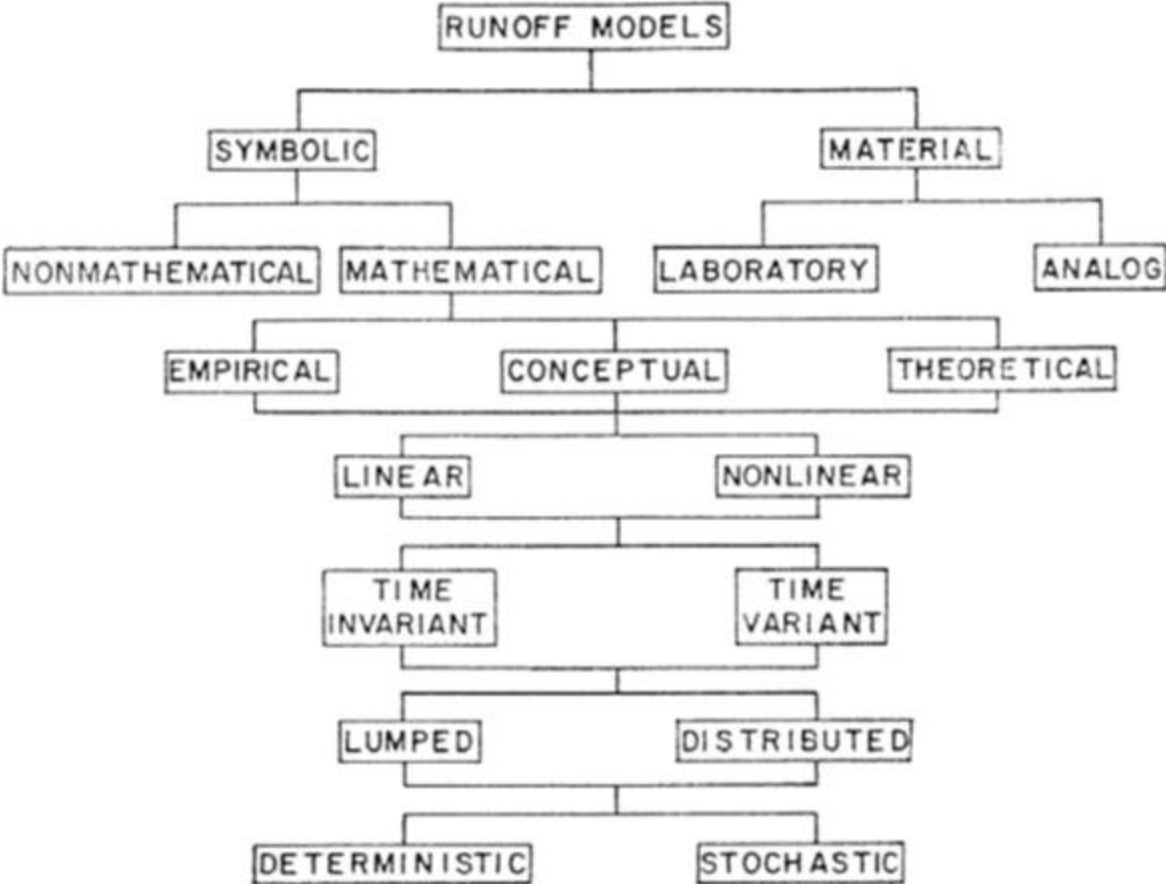 RUNOFF MODELS
SYMBOLIC
MATERIAL
NONMATHEMATICAL
MATHEMATICAL
LABORATORY
ANALOG
EMPIRICAL
CONCEPTUAL
THEORETICAL
LINEAR
NONLINEAR
TIME
INVARIANT
TIME
VARIANT
LUMPED
DISTRIBUTED
DETERMINISTIC
STOCHASTIC